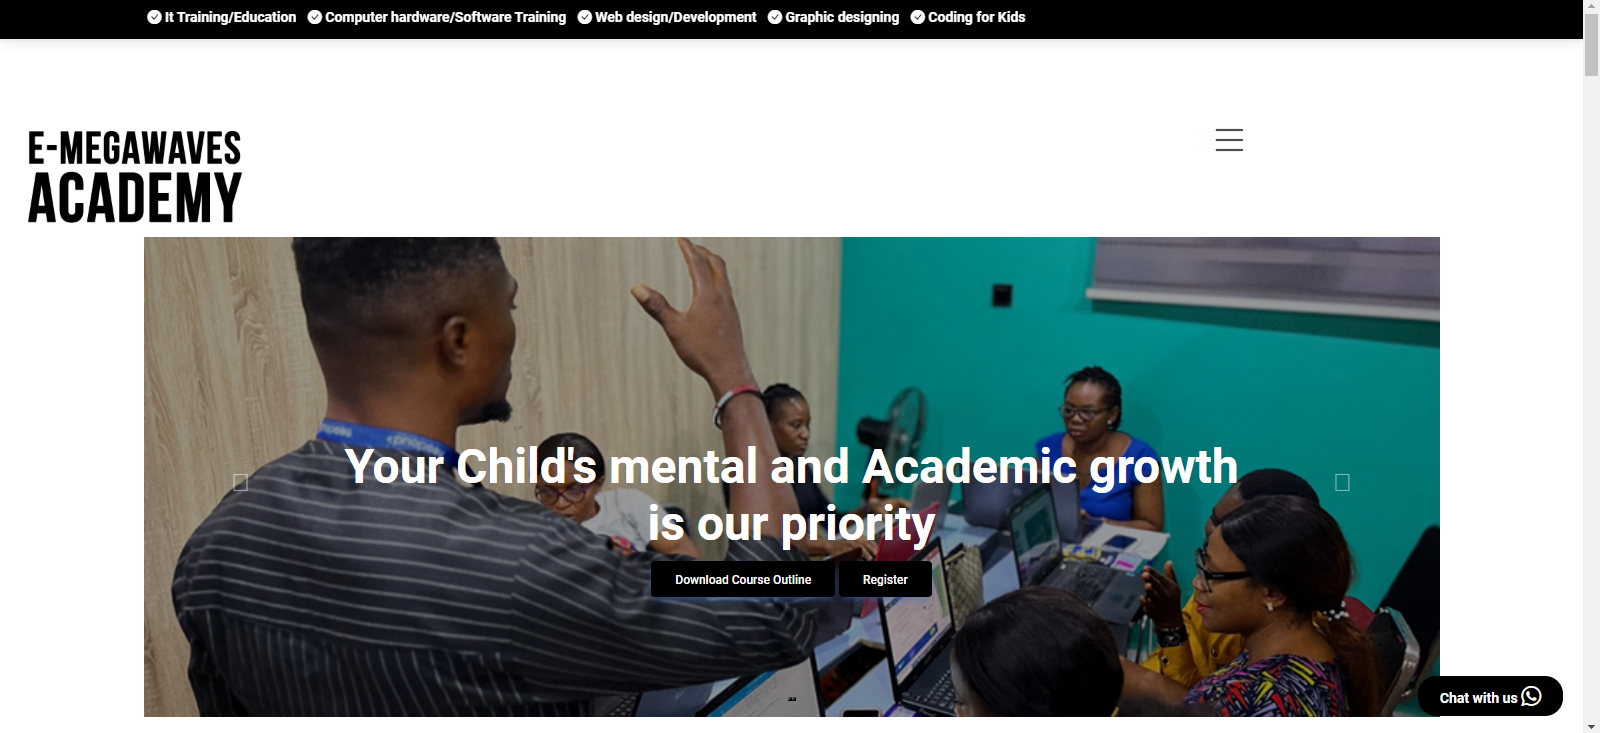 It Training/Education Computer hardware/Software Training Web design/Development Graphic designing Coding for Kids
E-MEGAWAVES
ACADEMY
Your Child's mental and Academic growth
is our priority
Download Course Outline Register
Chat with us